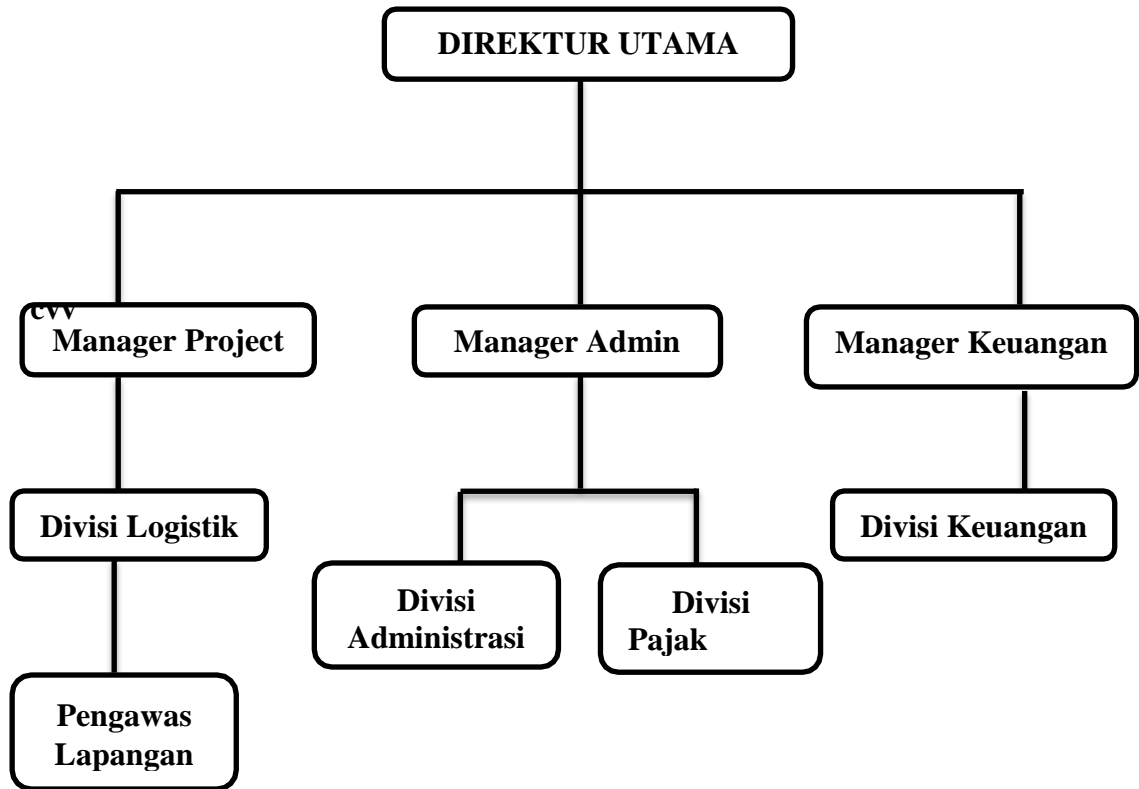 DIREKTUR UTAMA
cvv
Manager Project
Manager Admin
Manager Keuangan
Divisi Logistik
Divisi Keuangan
Divisi
Administrasi
Divisi
Pajak
Pengawas
Lapangan